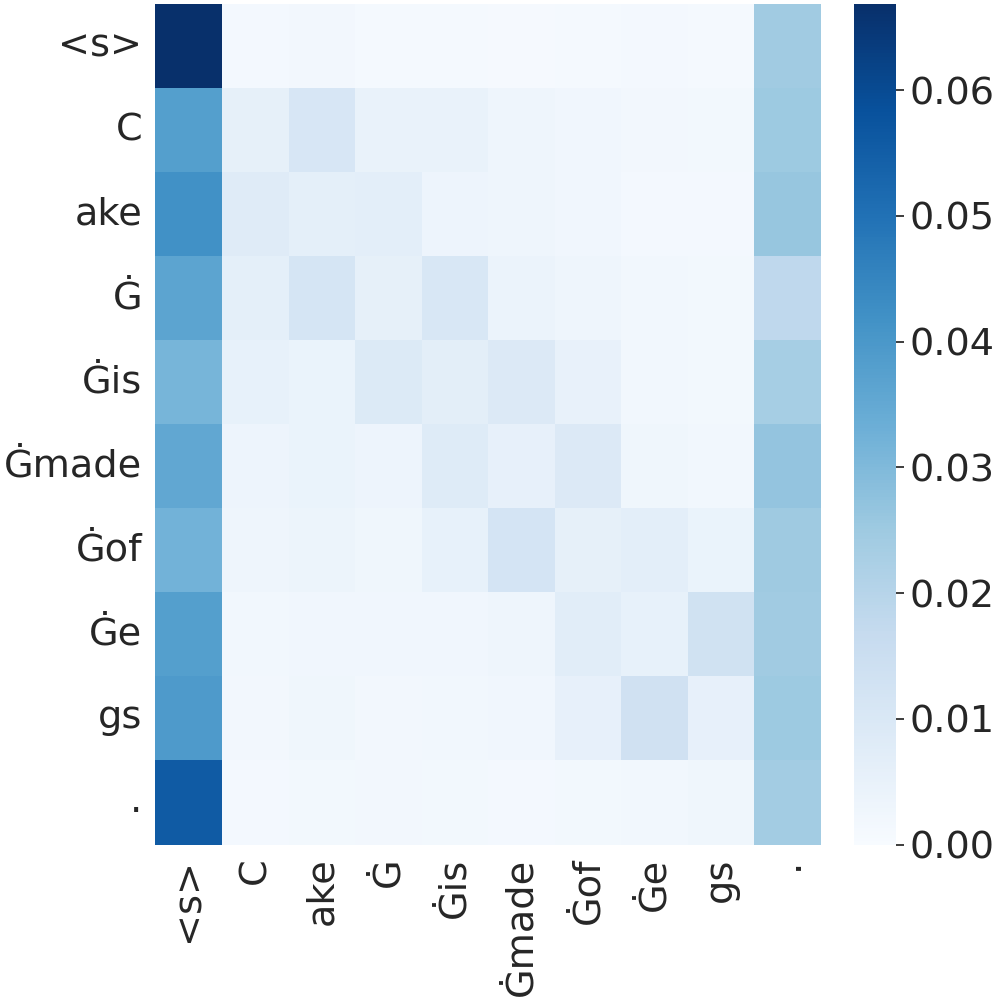 <s>
C
ake
Ġ
Ġis
Ġmade
Ġof
Ġe
gs
.
<s>
C
ake
Ġ
Ġis
Ġmade
Ġof
Ġe
gs
.
0.06
0.05
0.04
0.03
0.02
0.01
0.00